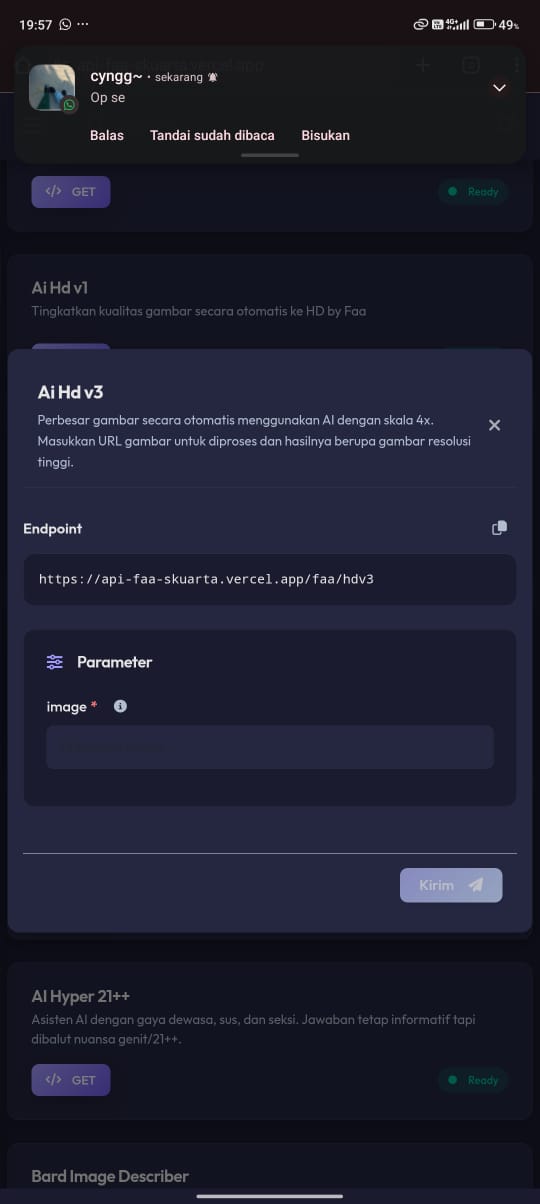 19:57
4G+
49%
cyngg~ · sekarang
Op se
Balas Tandai sudah dibaca Bisukan
</> GET Ready
Ai Hd v1
Tingkatkan kualitas gambar secara otomatis ke HD by Faa
Ai Hd v3
Perbesar gambar secara otomatis menggunakan AI dengan skala 4x.
Masukkan URL gambar untuk diproses dan hasilnya berupa gambar resolusi
tinggi.
Endpoint
https://api-faa-skuarta.vercel.app/faa/hdv3
Parameter
image *
Kirim
AI Hyper 21++
Asisten AI dengan gaya dewasa, sus, dan seksi. Jawaban tetap informatif tapi
dibalut nuansa genit/21++.
</> GET Ready
Bard Image Describer